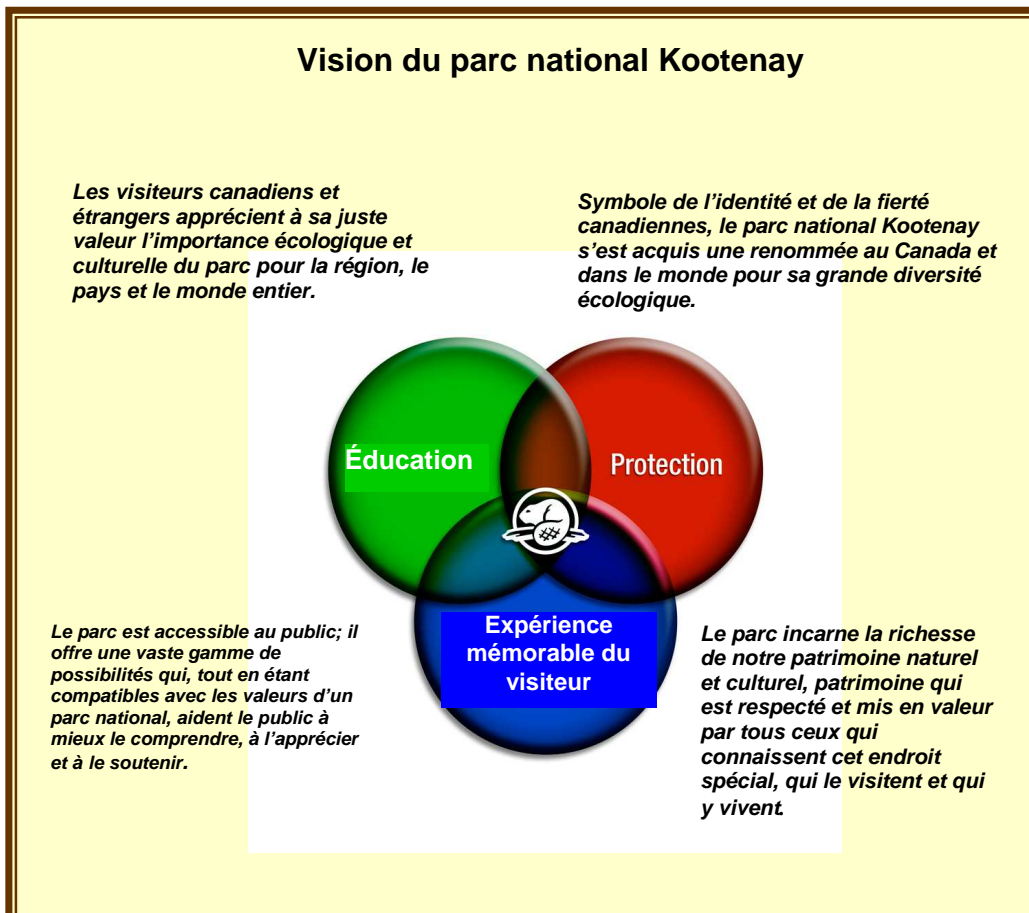 Vision du parc national Kootenay
Les visiteurs canadiens et
étrangers apprécient à sa juste
valeur l’importance écologique et
culturelle du parc pour la région, le
pays et le monde entier.
Symbole de l’identité et de la fierté
canadiennes, le parc national Kootenay
s’est acquis une renommée au Canada et
dans le monde pour sa grande diversité
écologique.
Éducation
Protection
Expérience
mémorable du
visiteur
Le parc est accessible au public; il
offre une vaste gamme de
possibilités qui, tout en étant
compatibles avec les valeurs d’un
parc national, aident le public à
mieux le comprendre, à l’apprécier
et à le soutenir.
Le parc incarne la richesse
de notre patrimoine naturel
et culturel, patrimoine qui
est respecté et mis en valeur
par tous ceux qui
connaissent cet endroit
spécial, qui le visitent et qui
y vivent.